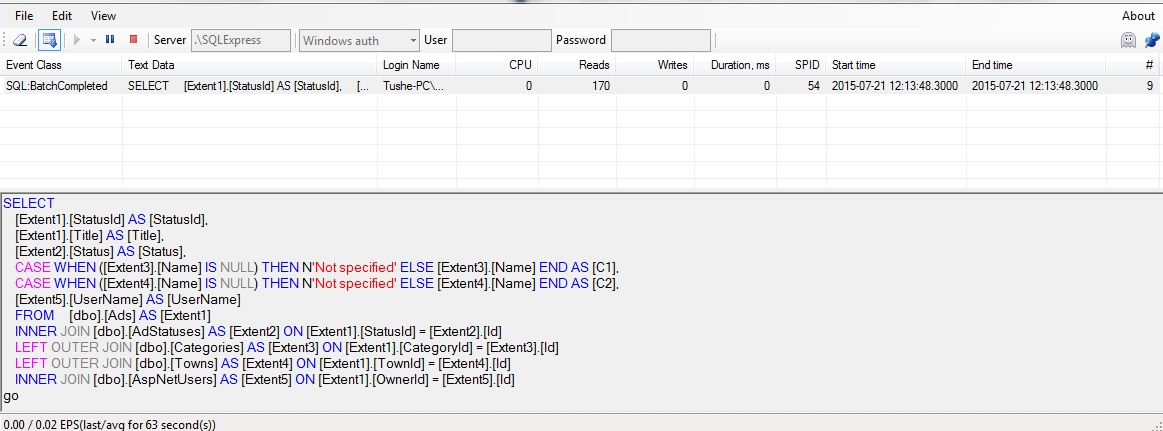 File Edit View About
Server .\SQLExpress Windows auth User Password
Event Class Text Data Login Name CPU Reads Writes Duration, ms SPID Start time End time #
SQL:BatchCompleted SELECT [Extent1].[StatusId] AS [StatusId], [... Tushe-PC\... 0 170 0 0 54 2015-07-21 12:13:48.3000 2015-07-21 12:13:48.3000 9
SELECT
[Extent1].[StatusId] AS [StatusId],
[Extent1].[Title] AS [Title],
[Extent2].[Status] AS [Status],
CASE WHEN ([Extent3].[Name] IS NULL) THEN N'Not specified' ELSE [Extent3].[Name] END AS [C1],
CASE WHEN ([Extent4].[Name] IS NULL) THEN N'Not specified' ELSE [Extent4].[Name] END AS [C2],
[Extent5].[UserName] AS [UserName]
FROM [dbo].[Ads] AS [Extent1]
INNER JOIN [dbo].[AdStatuses] AS [Extent2] ON [Extent1].[StatusId] = [Extent2].[Id]
LEFT OUTER JOIN [dbo].[Categories] AS [Extent3] ON [Extent1].[CategoryId] = [Extent3].[Id]
LEFT OUTER JOIN [dbo].[Towns] AS [Extent4] ON [Extent1].[TownId] = [Extent4].[Id]
INNER JOIN [dbo].[AspNetUsers] AS [Extent5] ON [Extent1].[OwnerId] = [Extent5].[Id]
go
0.00 / 0.02 EPS(last/avg for 63 second(s))